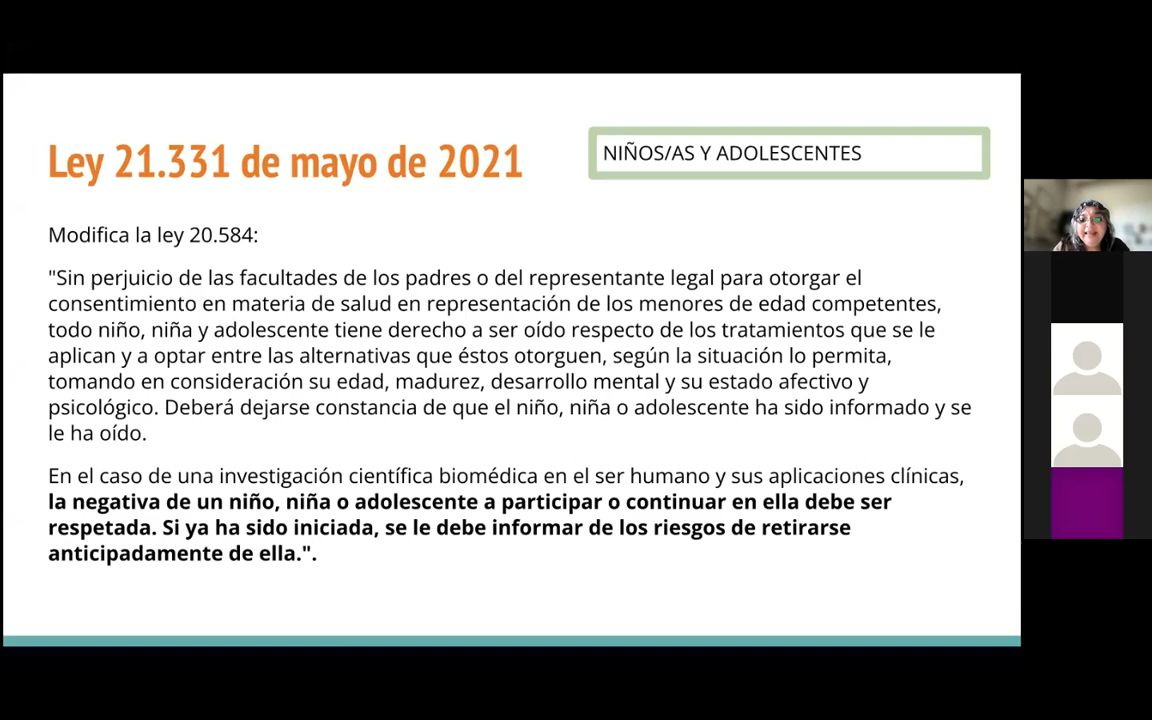 Ley 21.331 de mayo de 2021
NIÑOS/AS Y ADOLESCENTES
Modifica la ley 20.584:
"Sin perjuicio de las facultades de los padres o del representante legal para otorgar el
consentimiento en materia de salud en representación de los menores de edad competentes,
todo niño, niña y adolescente tiene derecho a ser oído respecto de los tratamientos que se le
aplican y a optar entre las alternativas que éstos otorguen, según la situación lo permita,
tomando en consideración su edad, madurez, desarrollo mental y su estado afectivo y
psicológico. Deberá dejarse constancia de que el niño, niña o adolescente ha sido informado y se
le ha oído.
En el caso de una investigación científica biomédica en el ser humano y sus aplicaciones clínicas,
la negativa de un niño, niña o adolescente a participar o continuar en ella debe ser
respetada. Si ya ha sido iniciada, se le debe informar de los riesgos de retirarse
anticipadamente de ella.".